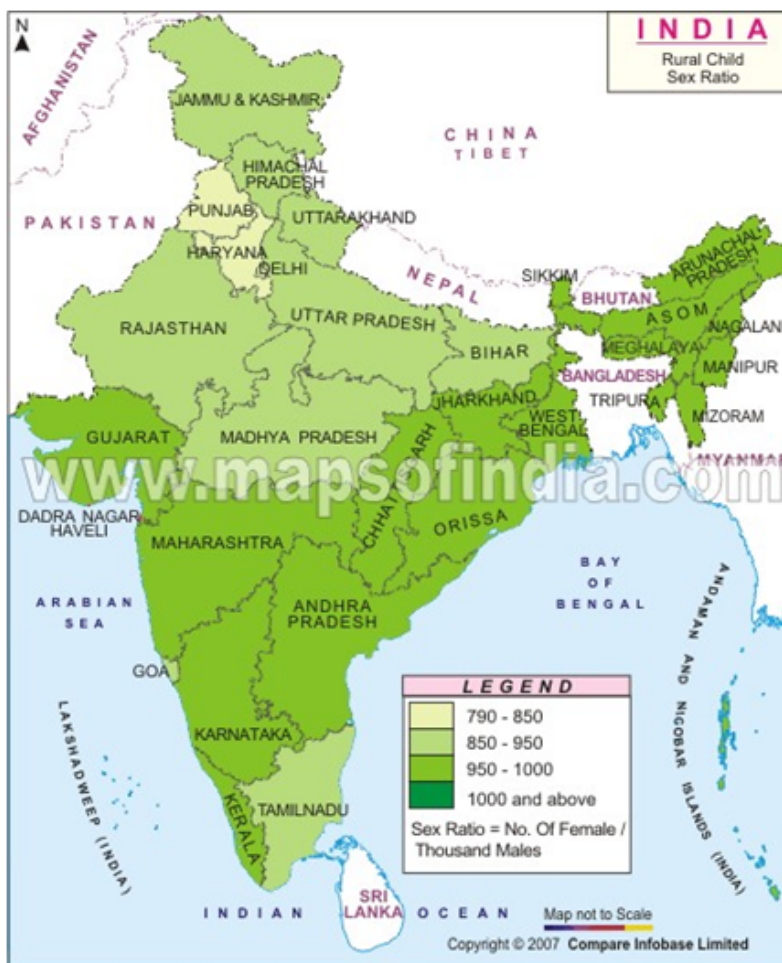 N
INDIA
Rural Child
Sex Ratio
AFGHANISTAN
JAMMU & KASHMIR
CHINA
TIBET
HIMACHAL
PRADESH
PUNJAB
PAKISTAN
UTTARAKHAND
HARYANA
DELHI
NEPAL
SIKKIM
ARUNACHAL
PRADESH
BHUTAN
RAJASTHAN
UTTAR PRADESH
ASOM
NAGALAN
BIHAR
MEGHALAYA
MANIPUR
BANGLADESH
JHARKHAND
TRIPURA
MIZORAM
WEST
BENGAL
GUJARAT
MADHYA PRADESH
CHHATTISGARH
MYANMAR
www.mapsofindia.com
DADRA NAGAR
HAVELI
ORISSA
MAHARASHTRA
BAY
OF
BENGAL
ARABIAN
SEA
ANDHRA
PRADESH
ANDAMAN AND NICOBAR ISLANDS (INDIA)
GOA
LAKSHADWEEP (INDIA)
KARNATAKA
KERALA
TAMILNADU
LEGEND
790 - 850
850 - 950
950 - 1000
1000 and above
Sex Ratio = No. Of Female /
Thousand Males
SRI
LANKA
INDIAN OCEAN
Map not to Scale
Copyright © 2007 Compare Infobase Limited